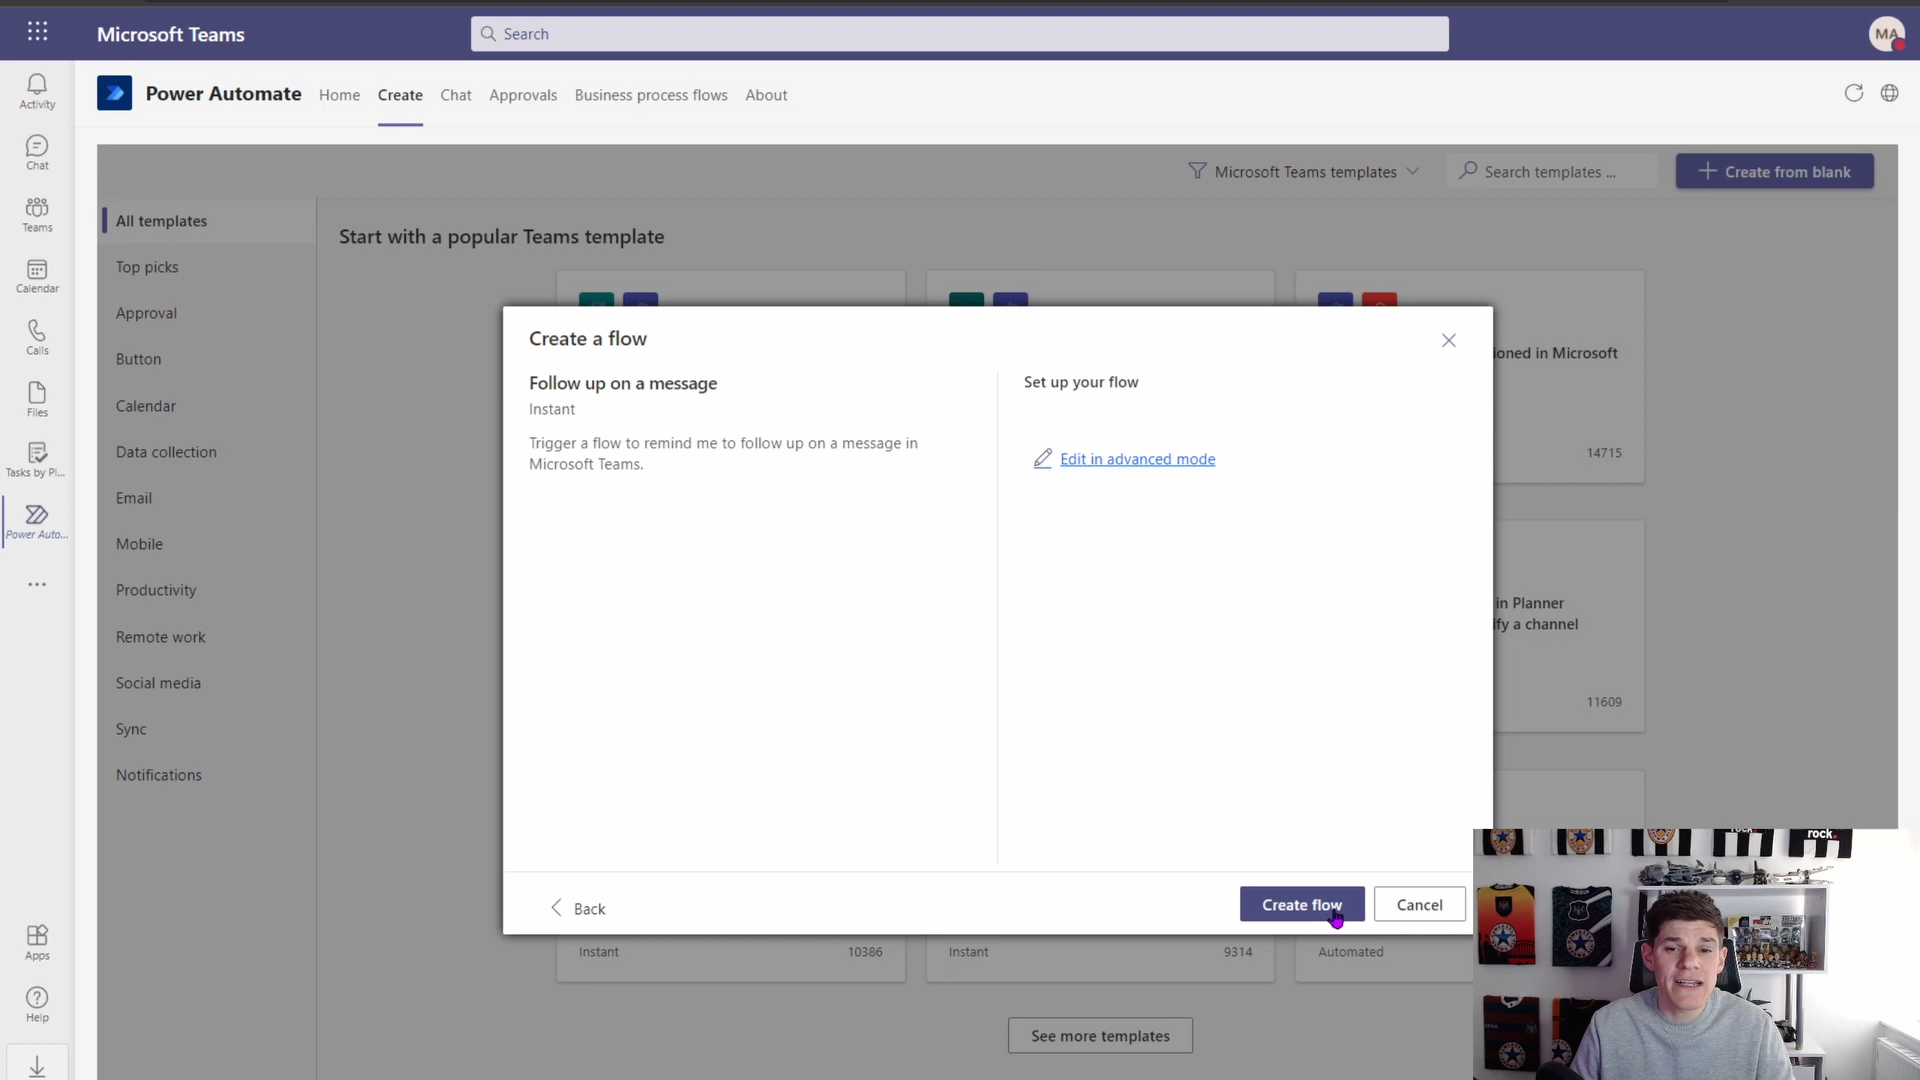 Microsoft Teams
Search
MA
Activity
Chat
Teams
Calendar
Calls
Files
Tasks by Pl...
Power Auto...
Apps
Help
Power Automate
Home
Create
Chat
Approvals
Business process flows
About
Microsoft Teams templates
Search templates ...
Create from blank
All templates
Top picks
Approval
Button
Calendar
Data collection
Email
Mobile
Productivity
Remote work
Social media
Sync
Notifications
Start with a popular Teams template
ioned in Microsoft
14715
in Planner
ify a channel
11609
Create a flow
Follow up on a message
Instant
Trigger a flow to remind me to follow up on a message in
Microsoft Teams.
Set up your flow
Edit in advanced mode
Back
Create flow
Cancel
Instant
10386
Instant
9314
Automated
See more templates
rock.